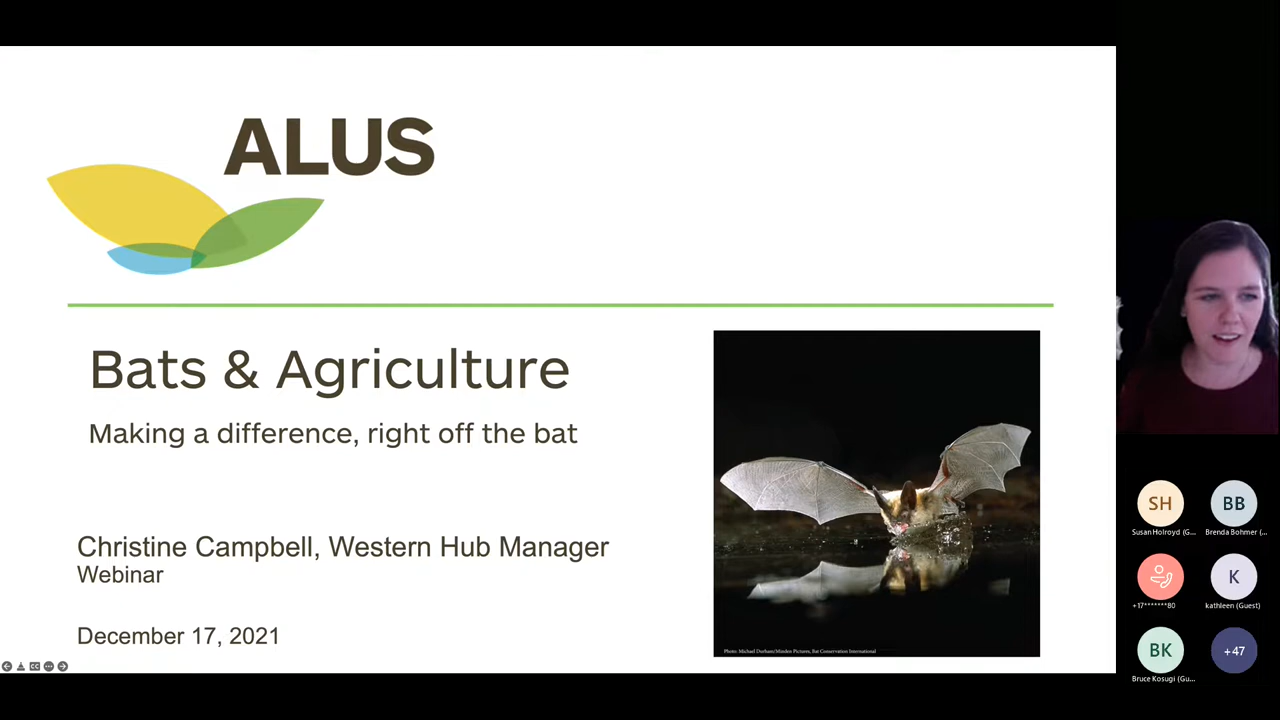 ALUS
Bats & Agriculture
Making a difference, right off the bat
Christine Campbell, Western Hub Manager
Webinar
December 17, 2021
Photo: Michael Durham/Minden Pictures, Bat Conservation International
SH
BB
Susan Holroyd (G...
Brenda Bohmer (...
K
+17*******80
kathleen (Guest)
BK
+47
Bruce Kosugi (Gu...